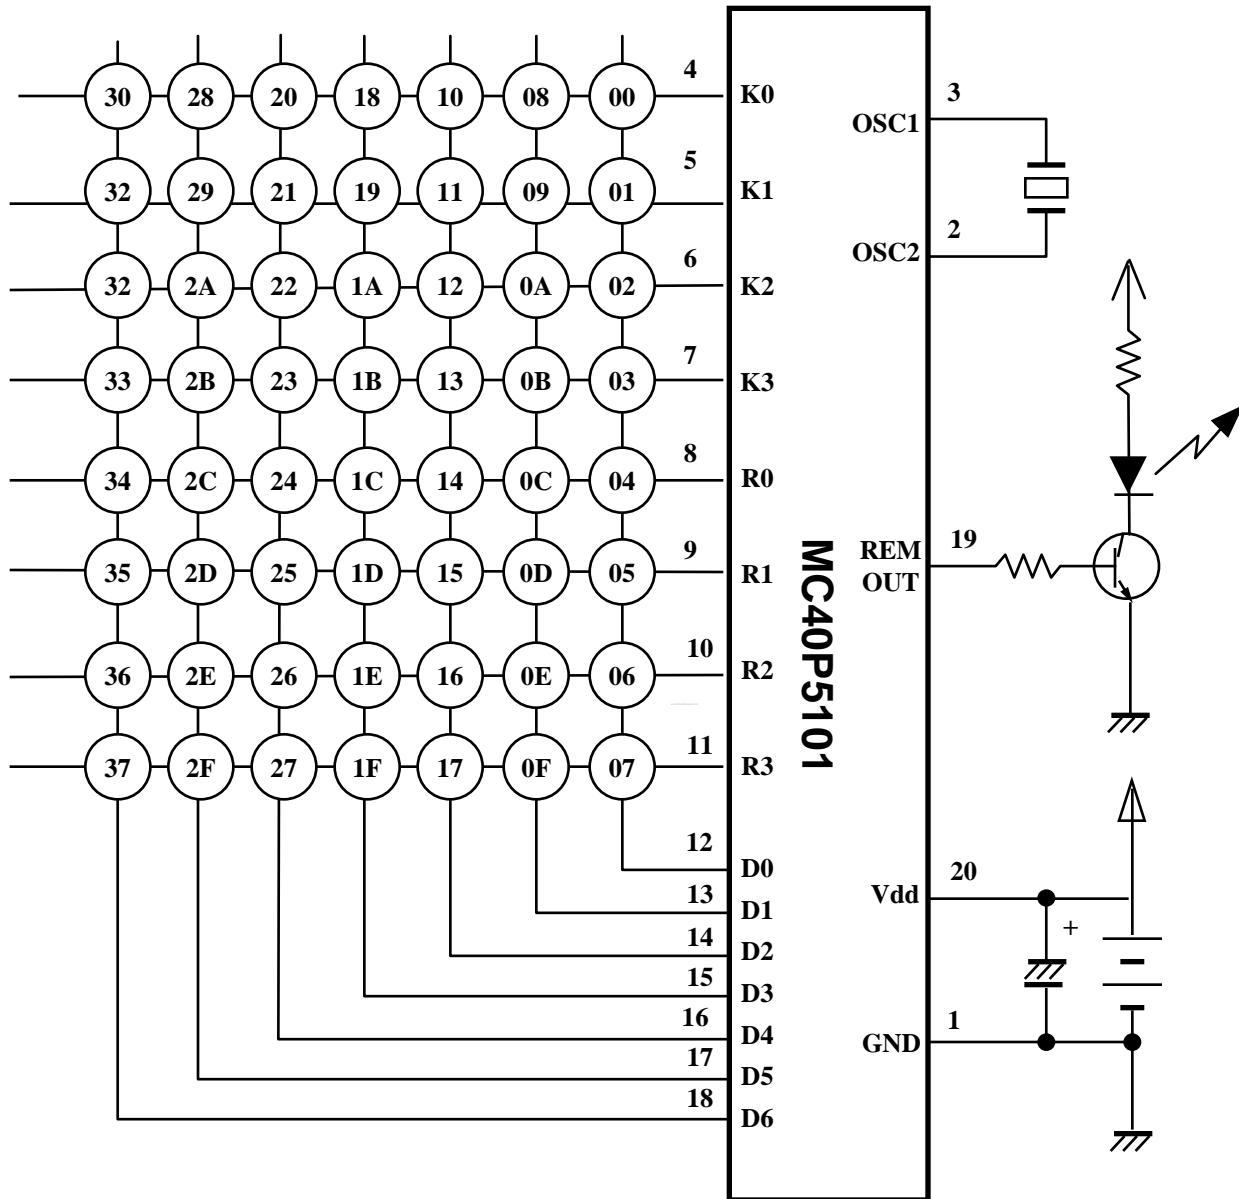 4
30 28 20 18 10 08 00 K0
3
OSC1
5
32 29 21 19 11 09 01 K1
2
OSC2
6
32 2A 22 1A 12 0A 02 K2
7
33 2B 23 1B 13 0B 03 K3
8
34 2C 24 1C 14 0C 04 R0
9
35 2D 25 1D 15 0D 05 R1
REM
OUT
19
10
36 2E 26 1E 16 0E 06 R2
11
37 2F 27 1F 17 0F 07 R3
MC40P5101
12
D0
13
D1
14
D2
15
D3
16
D4
17
D5
18
D6
Vdd
20
+
GND
1